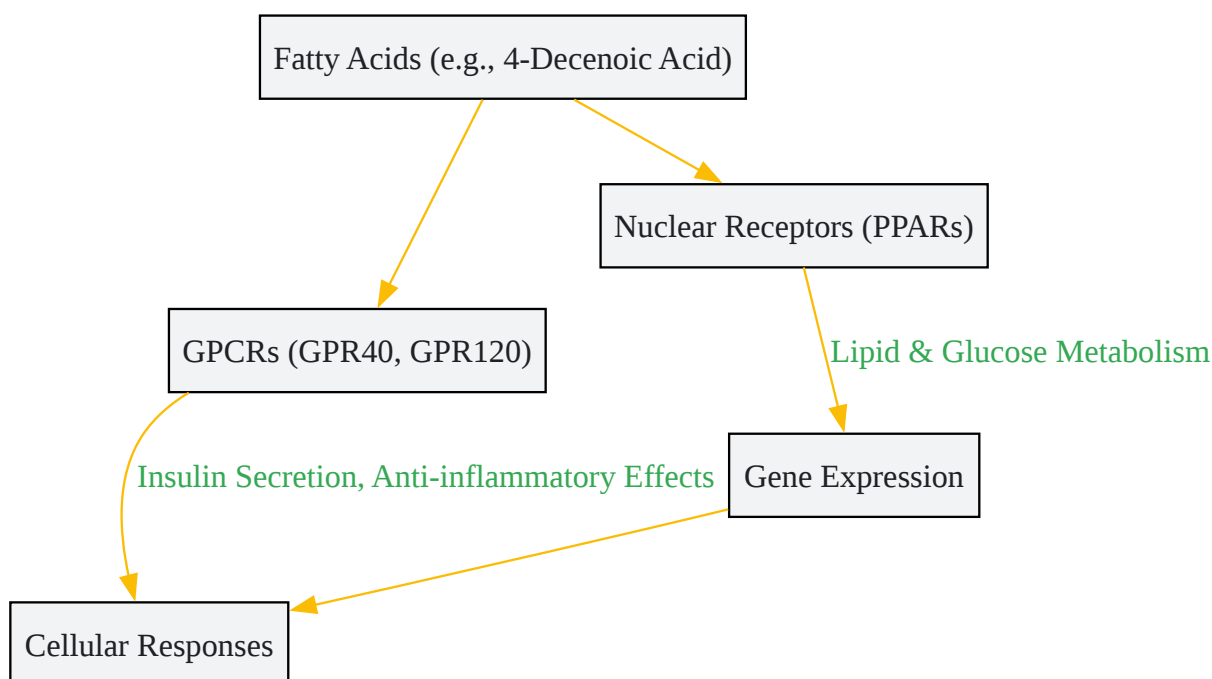 Fatty Acids (e.g., 4-Decenoic Acid)
Nuclear Receptors (PPARs)
GPCRs (GPR40, GPR120)
Lipid & Glucose Metabolism
Insulin Secretion, Anti-inflammatory Effects
Gene Expression
Cellular Responses